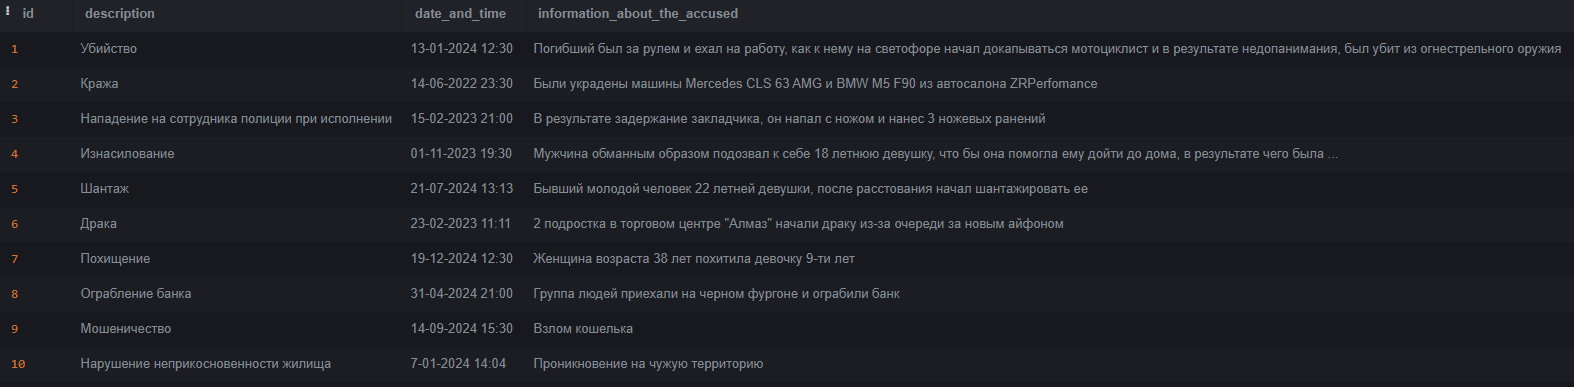 id description date_and_time information_about_the_accused
1 Убийство 13-01-2024 12:30 Погибший был за рулем и ехал на работу, как к нему на светофоре начал докапываться мотоциклист и в результате недопанимания, был убит из огнестрельного оружия
2 Кража 14-06-2022 23:30 Были украдены машины Mercedes CLS 63 AMG и BMW M5 F90 из автосалона ZRPerfomance
3 Нападение на сотрудника полиции при исполнении 15-02-2023 21:00 В результате задержание закладчика, он напал с ножом и нанес 3 ножевых ранений
4 Изнасилование 01-11-2023 19:30 Мужчина обманным образом подозвал к себе 18 летнюю девушку, что бы она помогла ему дойти до дома, в результате чего была ...
5 Шантаж 21-07-2024 13:13 Бывший молодой человек 22 летней девушки, после расстования начал шантажировать ее
6 Драка 23-02-2023 11:11 2 подростка в торговом центре "Алмаз" начали драку из-за очереди за новым айфоном
7 Похищение 19-12-2024 12:30 Женщина возраста 38 лет похитила девочку 9-ти лет
8 Ограбление банка 31-04-2024 21:00 Группа людей приехали на черном фургоне и ограбили банк
9 Мошеничество 14-09-2024 15:30 Взлом кошелька
10 Нарушение неприкосновенности жилища 7-01-2024 14:04 Проникновение на чужую территорию